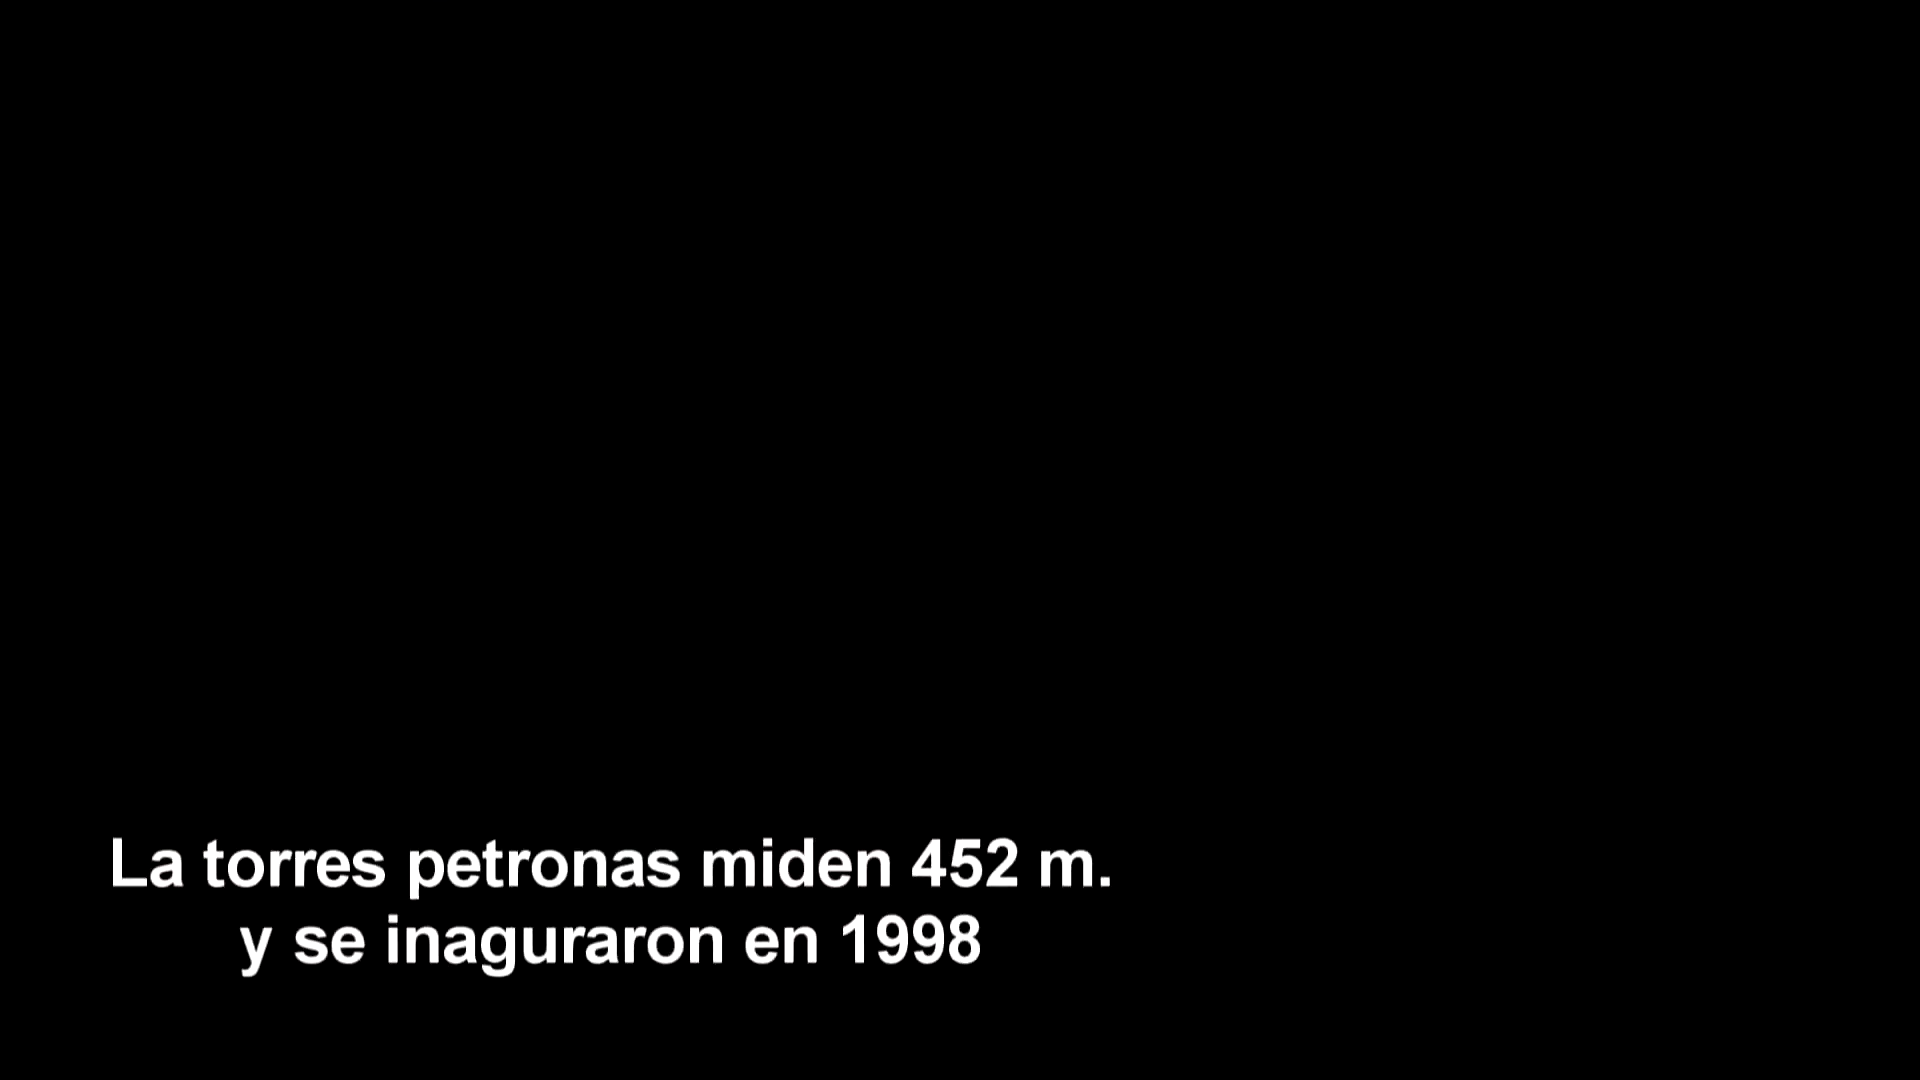 La torres petronas miden 452 m.
y se inaguraron en 1998